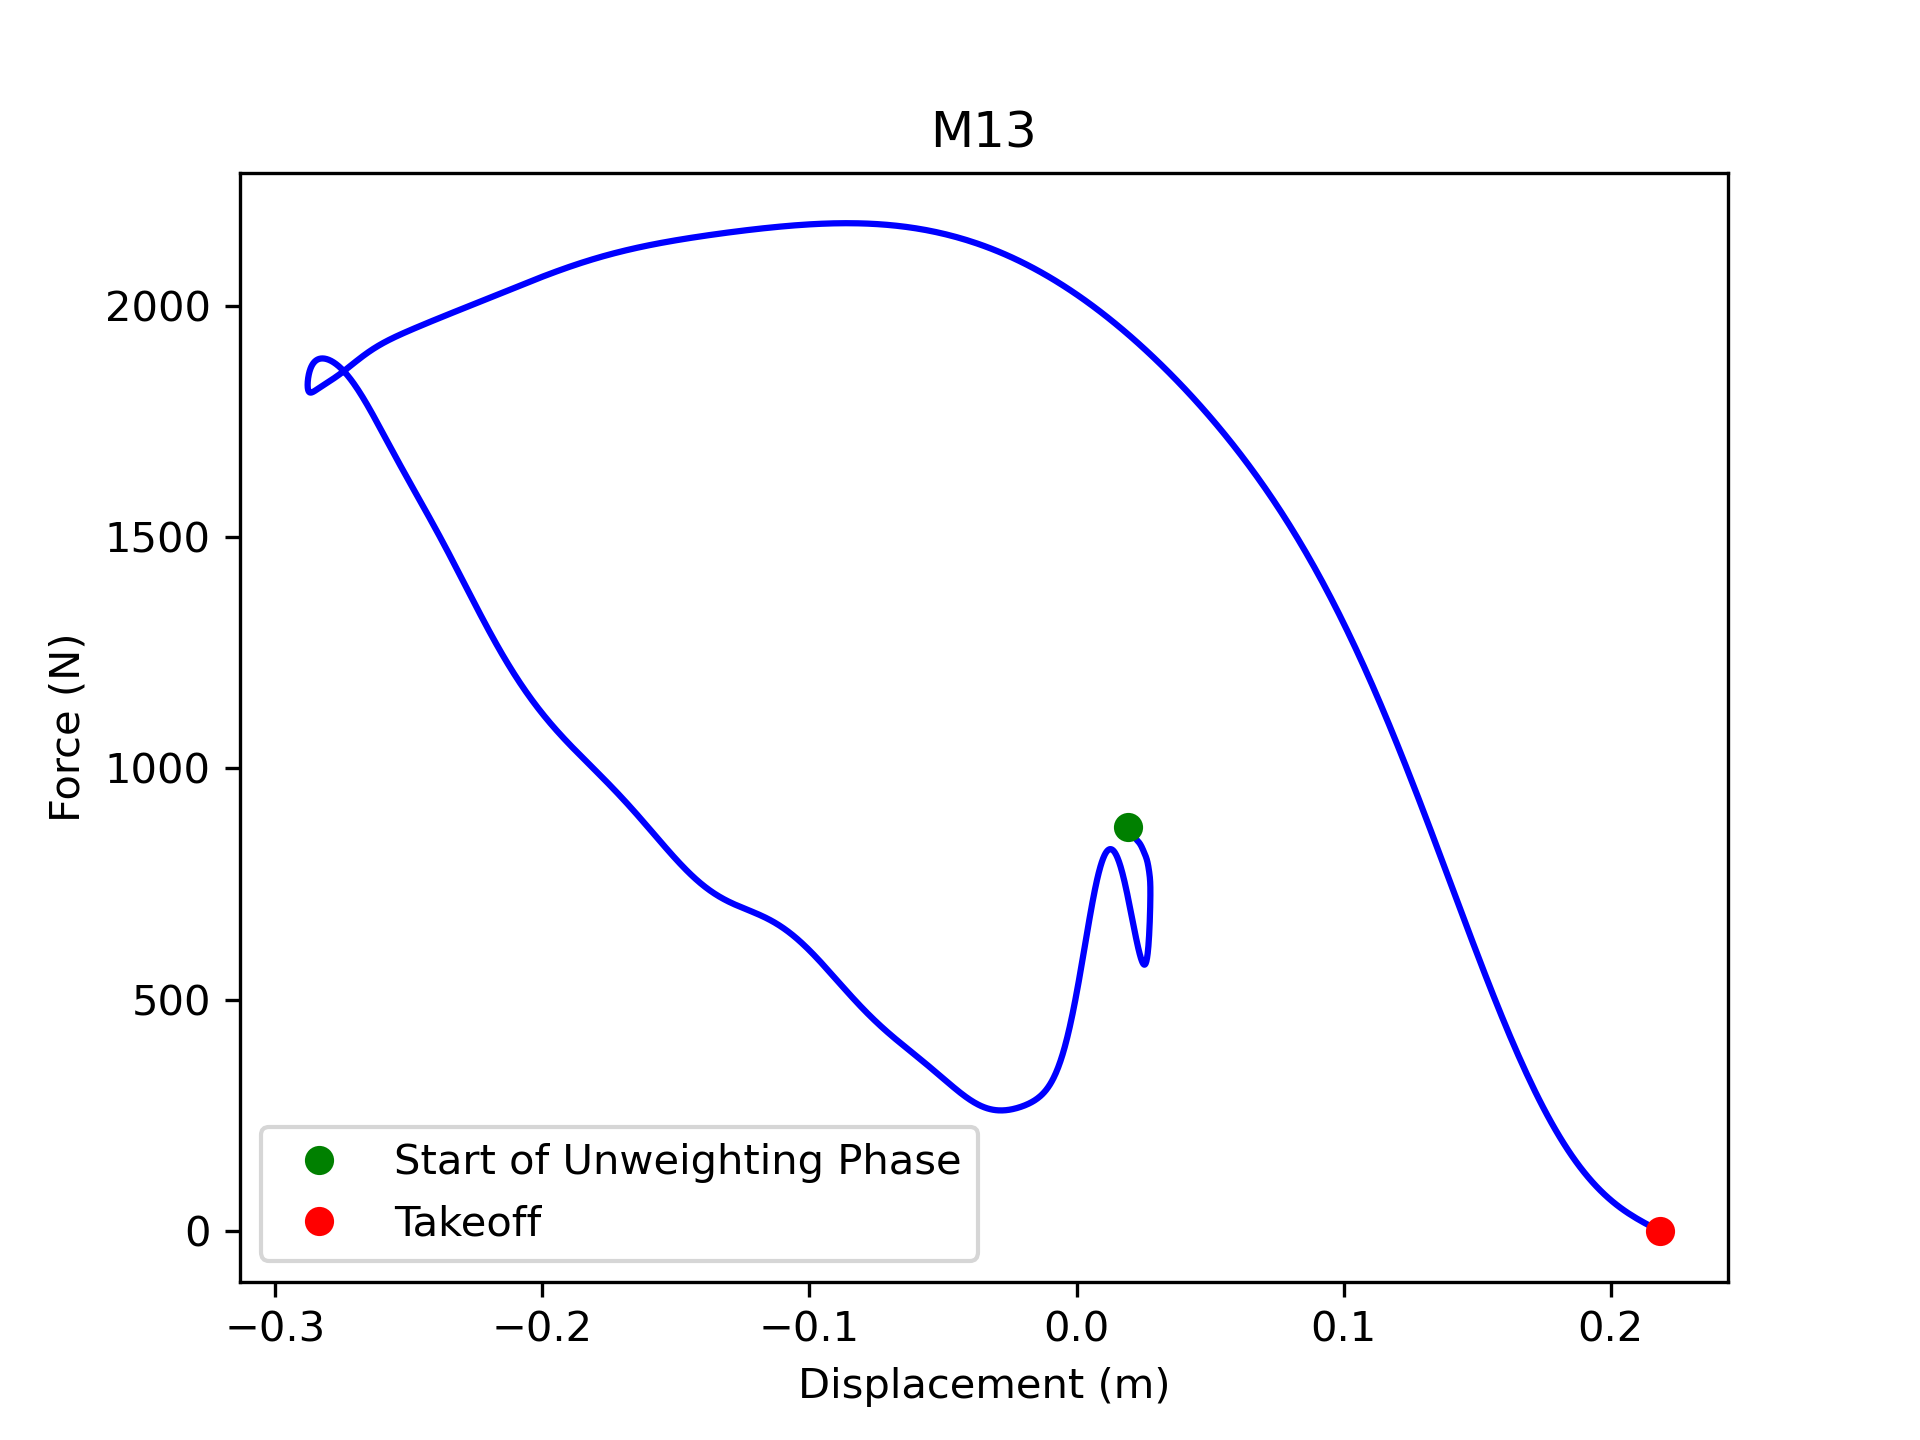 M13
2000
1500
1000
500
0
Force (N)
Start of Unweighting Phase
Takeoff
−0.3 −0.2 −0.1 0.0 0.1 0.2
Displacement (m)